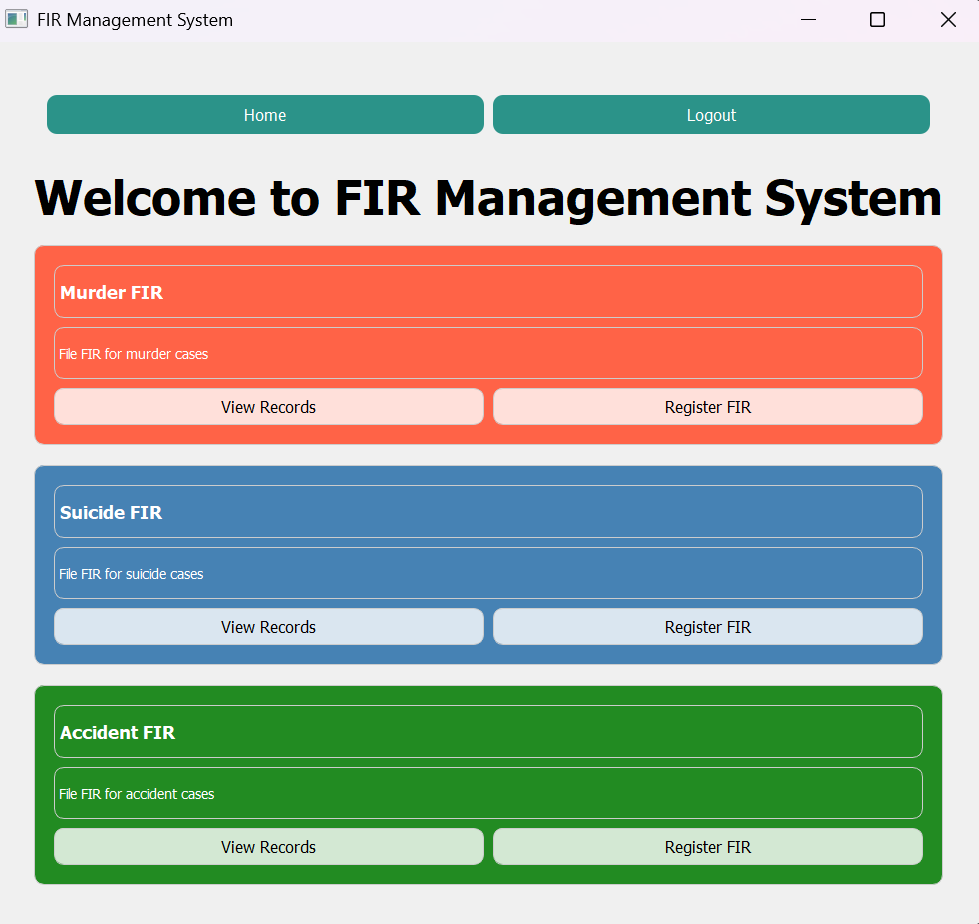 FIR Management System
Home
Logout
Welcome to FIR Management System
Murder FIR
File FIR for murder cases
View Records
Register FIR
Suicide FIR
File FIR for suicide cases
View Records
Register FIR
Accident FIR
File FIR for accident cases
View Records
Register FIR